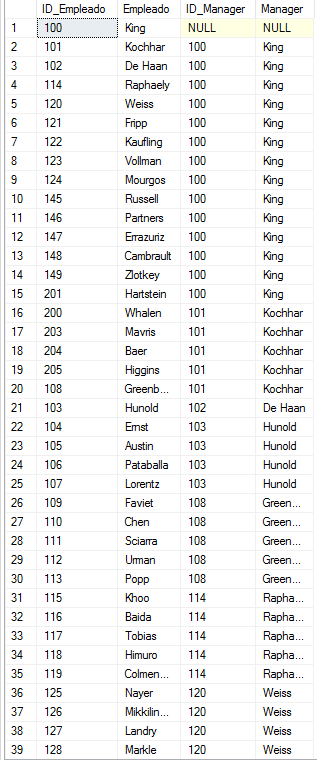 ID_Empleado Empleado ID_Manager Manager
1 100 King NULL NULL
2 101 Kochhar 100 King
3 102 De Haan 100 King
4 114 Raphaely 100 King
5 120 Weiss 100 King
6 121 Fripp 100 King
7 122 Kaufling 100 King
8 123 Vollman 100 King
9 124 Mourgos 100 King
10 145 Russell 100 King
11 146 Partners 100 King
12 147 Errazuriz 100 King
13 148 Cambrault 100 King
14 149 Zlotkey 100 King
15 201 Hartstein 100 King
16 200 Whalen 101 Kochhar
17 203 Mavris 101 Kochhar
18 204 Baer 101 Kochhar
19 205 Higgins 101 Kochhar
20 108 Greenb... 101 Kochhar
21 103 Hunold 102 De Haan
22 104 Ernst 103 Hunold
23 105 Austin 103 Hunold
24 106 Pataballa 103 Hunold
25 107 Lorentz 103 Hunold
26 109 Faviet 108 Green...
27 110 Chen 108 Green...
28 111 Sciarra 108 Green...
29 112 Urman 108 Green...
30 113 Popp 108 Green...
31 115 Khoo 114 Rapha...
32 116 Baida 114 Rapha...
33 117 Tobias 114 Rapha...
34 118 Himuro 114 Rapha...
35 119 Colmen... 114 Rapha...
36 125 Nayer 120 Weiss
37 126 Mikkilin... 120 Weiss
38 127 Landry 120 Weiss
39 128 Markle 120 Weiss